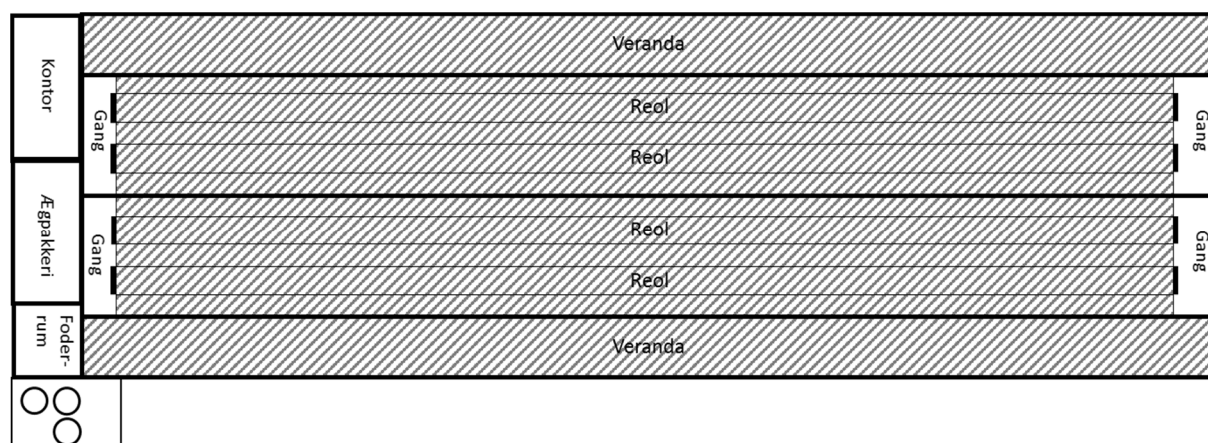 Veranda
Kontor
Gang
Reol
Gang
Reol
Ægpakkeri
Gang
Reol
Gang
Reol
Foder-
rum
Veranda